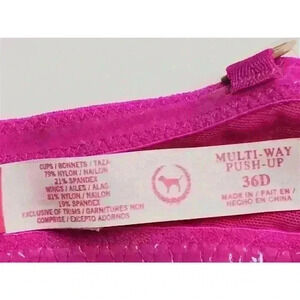 CUPS / BONNETS / TAZA
79% NYLON / NAILON
21% SPANDEX
WINGS / AILES / ALAS
81% NYLON / NAILON
19% SPANDEX
EXCLUSIVE OF TRIMS / GARNITURES NON
COMPRISE / EXCEPTO ADORNOS
MULTI-WAY
PUSH-UP
36D
MADE IN / FAIT EN /
HECHO EN CHINA